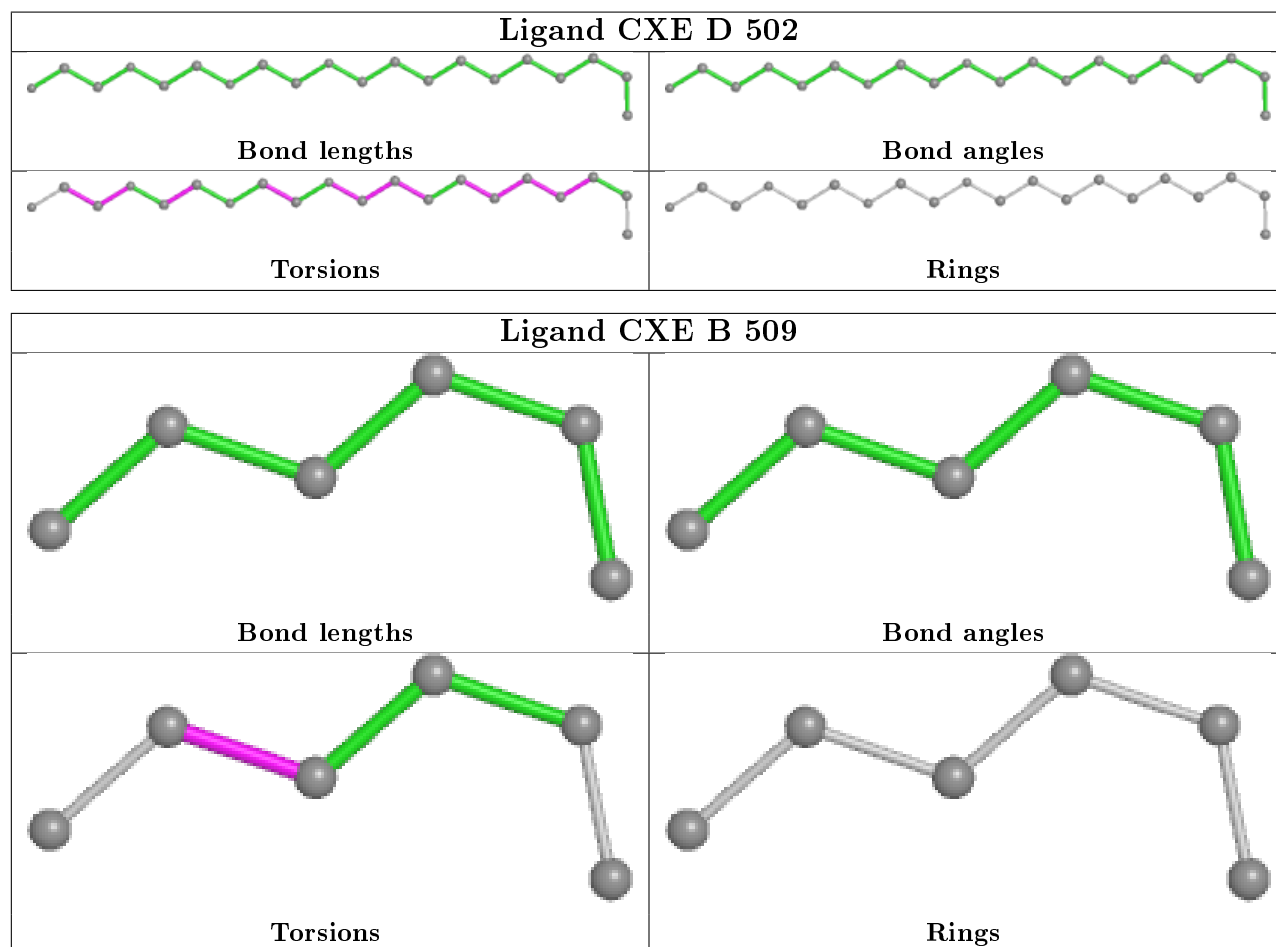 Ligand CXE D 502
Bond lengths
Bond angles
Torsions
Rings
Ligand CXE B 509
Bond lengths
Bond angles
Torsions
Rings